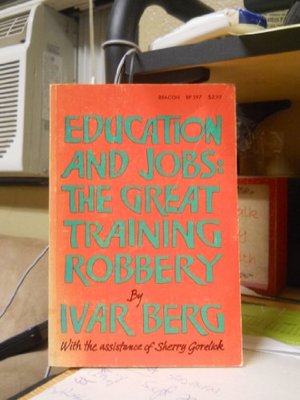 BEACON BP 397 $2.95
EDUCATION
AND JOBS:
THE GREAT
TRAINING
ROBBERY
By
IVAR BERG
With the assistance of Sherry Gorelick